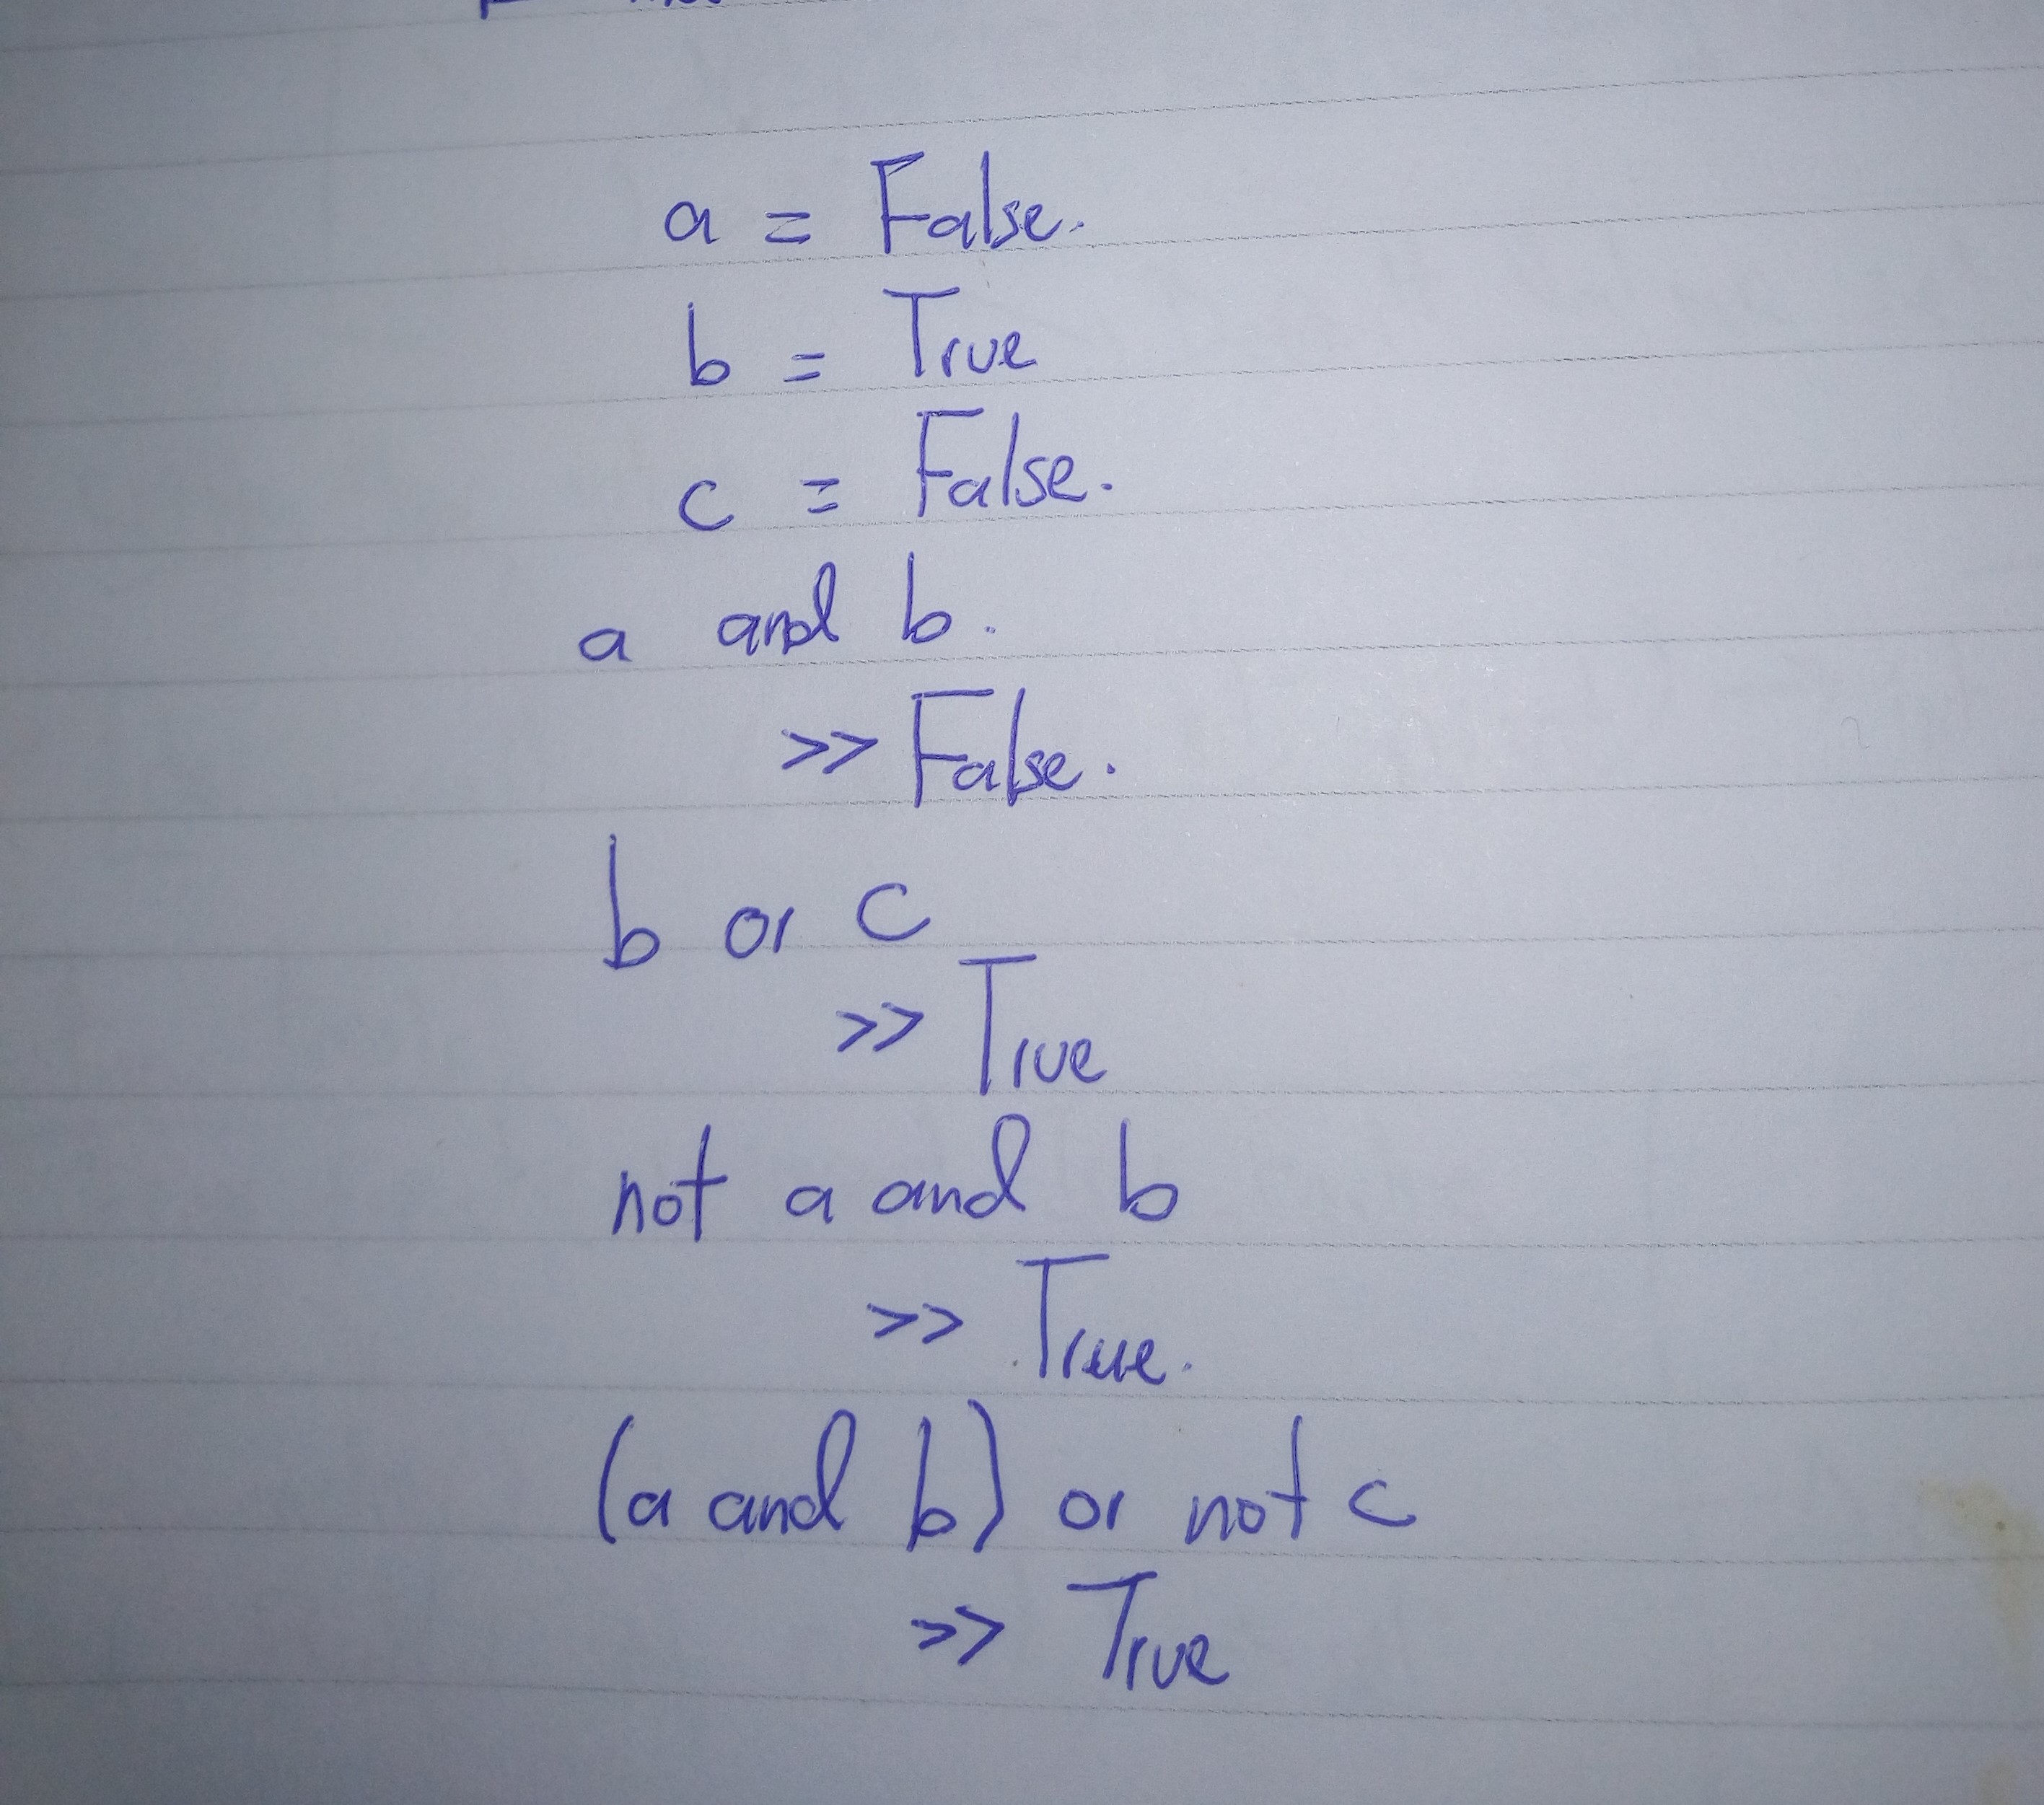 a = False.
b = True
c = False.
a and b.
>> False.
b or c
>> True
not a and b
>> True.
(a and b) or not c
>> True